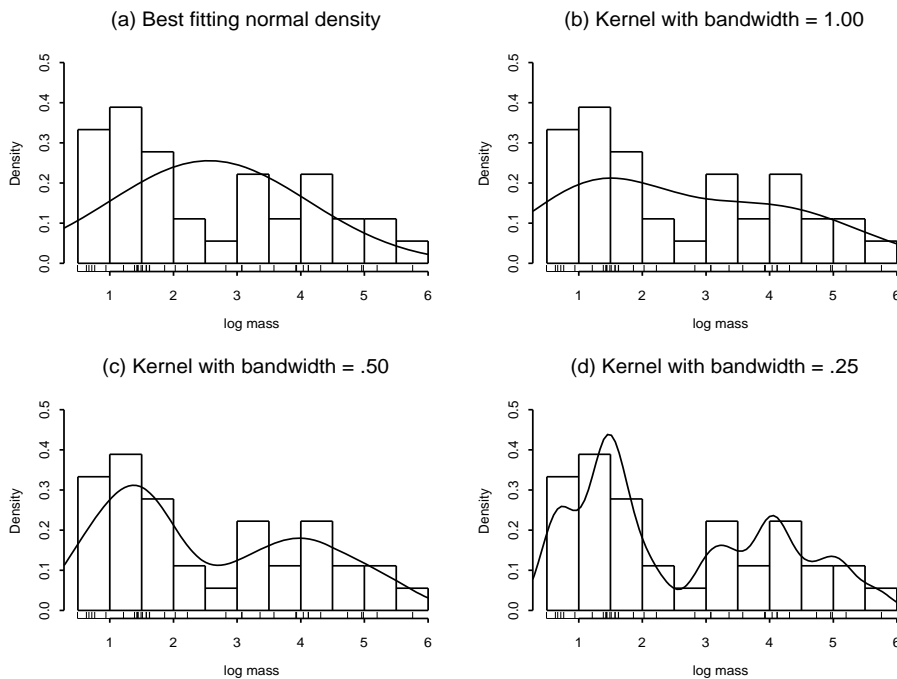 (a) Best fitting normal density
Density
0.0 0.1 0.2 0.3 0.4 0.5
1 2 3 4 5 6
log mass
(b) Kernel with bandwidth = 1.00
Density
0.0 0.1 0.2 0.3 0.4 0.5
1 2 3 4 5 6
log mass
(c) Kernel with bandwidth = .50
Density
0.0 0.1 0.2 0.3 0.4 0.5
1 2 3 4 5 6
log mass
(d) Kernel with bandwidth = .25
Density
0.0 0.1 0.2 0.3 0.4 0.5
1 2 3 4 5 6
log mass